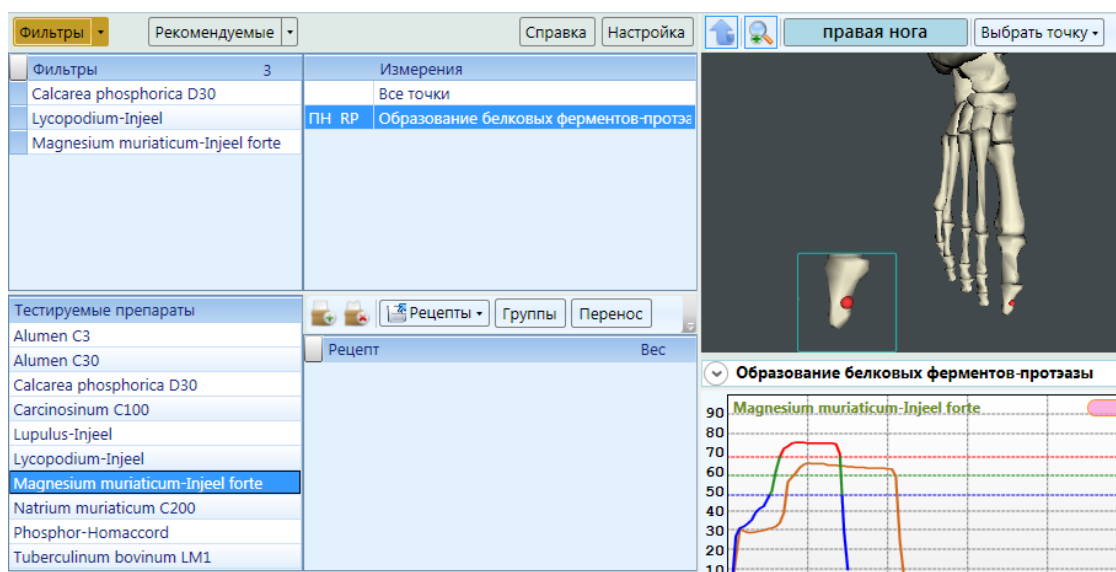 Фильтры
Рекомендуемые
Справка
Настройка
правая нога
Выбрать точку
Фильтры 3
Calcarea phosphorica D30
Lycopodium-Injeel
Magnesium muriaticum-Injeel forte
Измерения
Все точки
ПН RP Образование белковых ферментов-протэа
Тестируемые препараты
Alumen C3
Alumen C30
Calcarea phosphorica D30
Carcinosinum C100
Lupulus-Injeel
Lycopodium-Injeel
Magnesium muriaticum-Injeel forte
Natrium muriaticum C200
Phosphor-Homaccord
Tuberculinum bovinum LM1
Рецепты
Группы
Перенос
Рецепт Вес
Образование белковых ферментов-протэазы
Magnesium muriaticum-Injeel forte
90
80
70
60
50
40
30
20
10